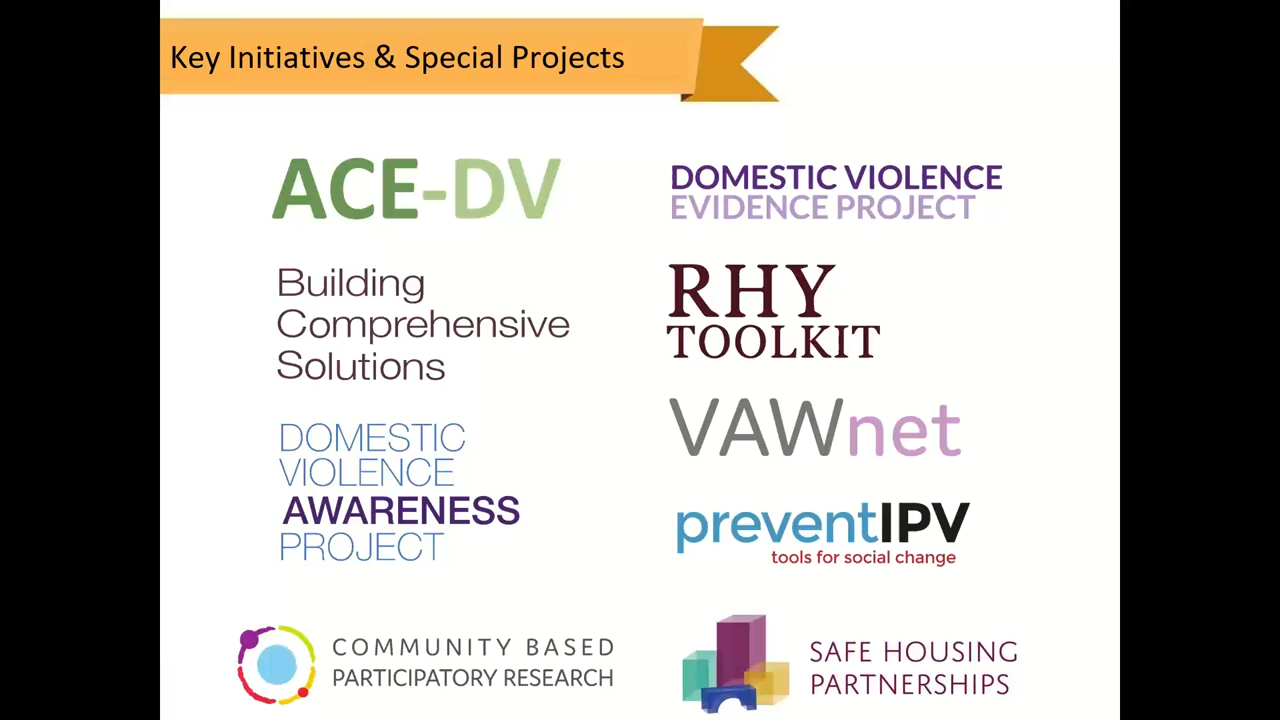 Key Initiatives & Special Projects
ACE-DV
Building
Comprehensive
Solutions
DOMESTIC
VIOLENCE
AWARENESS
PROJECT
COMMUNITY BASED
PARTICIPATORY RESEARCH
DOMESTIC VIOLENCE
EVIDENCE PROJECT
RHY
TOOLKIT
VAWnet
preventIPV
tools for social change
SAFE HOUSING
PARTNERSHIPS